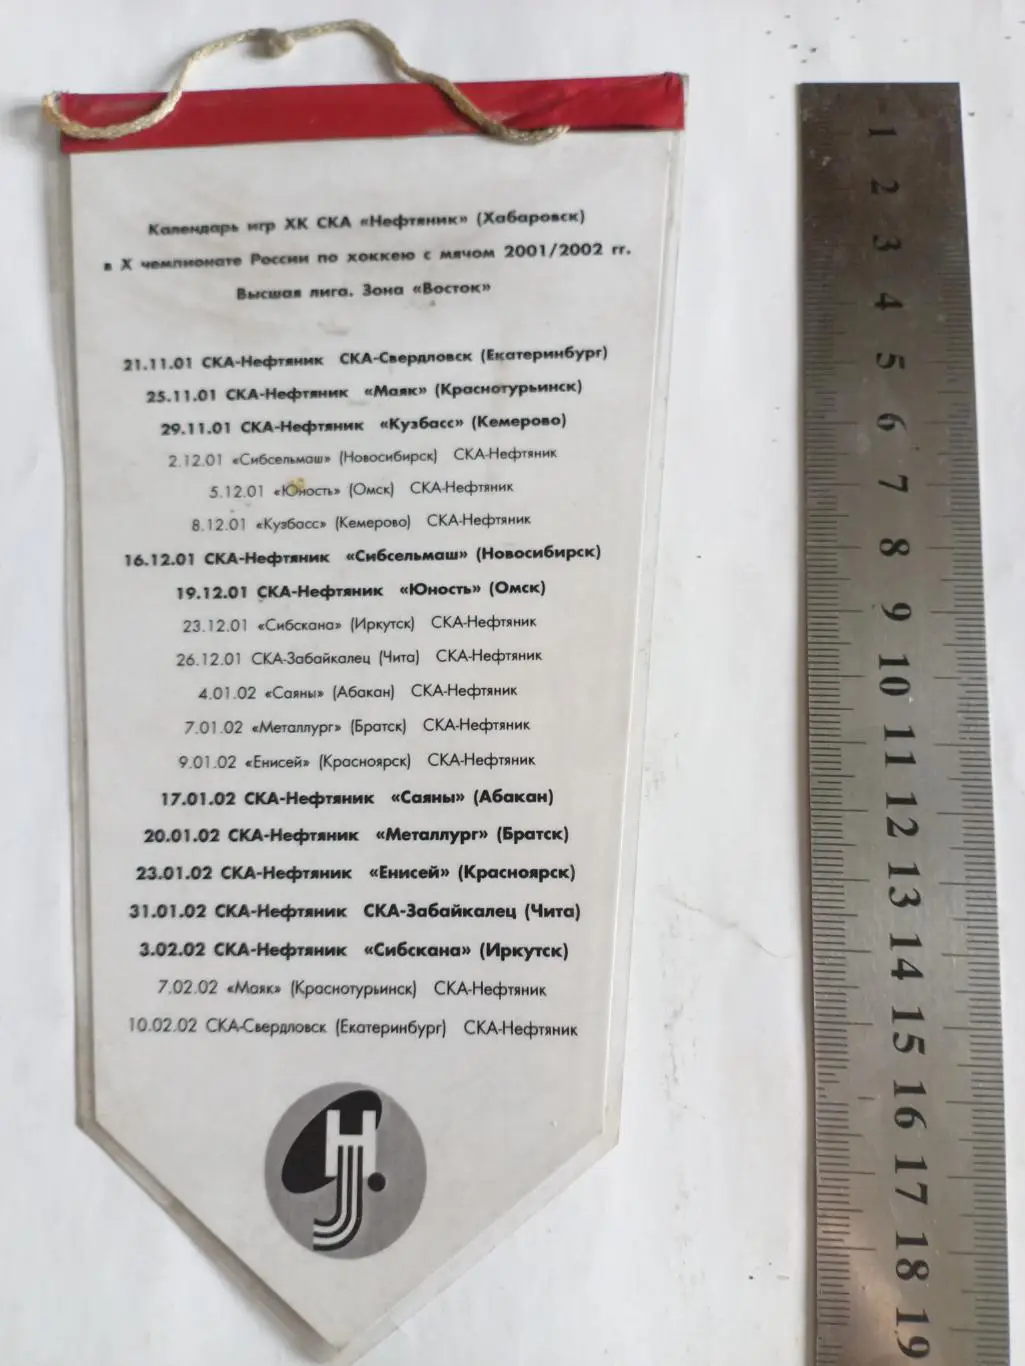 Календарь игр ХК СКА «Нефтяник» (Хабаровск)
в X чемпионате России по хоккею с мячом 2001/2002 гг.
Высшая лига. Зона «Восток»
21.11.01 СКА-Нефтяник СКА-Свердловск (Екатеринбург)
25.11.01 СКА-Нефтяник «Маяк» (Краснотурьинск)
29.11.01 СКА-Нефтяник «Кузбасс» (Кемерово)
2.12.01 «Сибсельмаш» (Новосибирск) СКА-Нефтяник
5.12.01 «Юность» (Омск) СКА-Нефтяник
8.12.01 «Кузбасс» (Кемерово) СКА-Нефтяник
16.12.01 СКА-Нефтяник «Сибсельмаш» (Новосибирск)
19.12.01 СКА-Нефтяник «Юность» (Омск)
23.12.01 «Сибскана» (Иркутск) СКА-Нефтяник
26.12.01 СКА-Забайкалец (Чита) СКА-Нефтяник
4.01.02 «Саяны» (Абакан) СКА-Нефтяник
7.01.02 «Металлург» (Братск) СКА-Нефтяник
9.01.02 «Енисей» (Красноярск) СКА-Нефтяник
17.01.02 СКА-Нефтяник «Саяны» (Абакан)
20.01.02 СКА-Нефтяник «Металлург» (Братск)
23.01.02 СКА-Нефтяник «Енисей» (Красноярск)
31.01.02 СКА-Нефтяник СКА-Забайкалец (Чита)
3.02.02 СКА-Нефтяник «Сибскана» (Иркутск)
7.02.02 «Маяк» (Краснотурьинск) СКА-Нефтяник
10.02.02 СКА-Свердловск (Екатеринбург) СКА-Нефтяник
Н
1
2
3
4
5
6
7
8
9
10
11
12
13
14
15
16
17
18
19